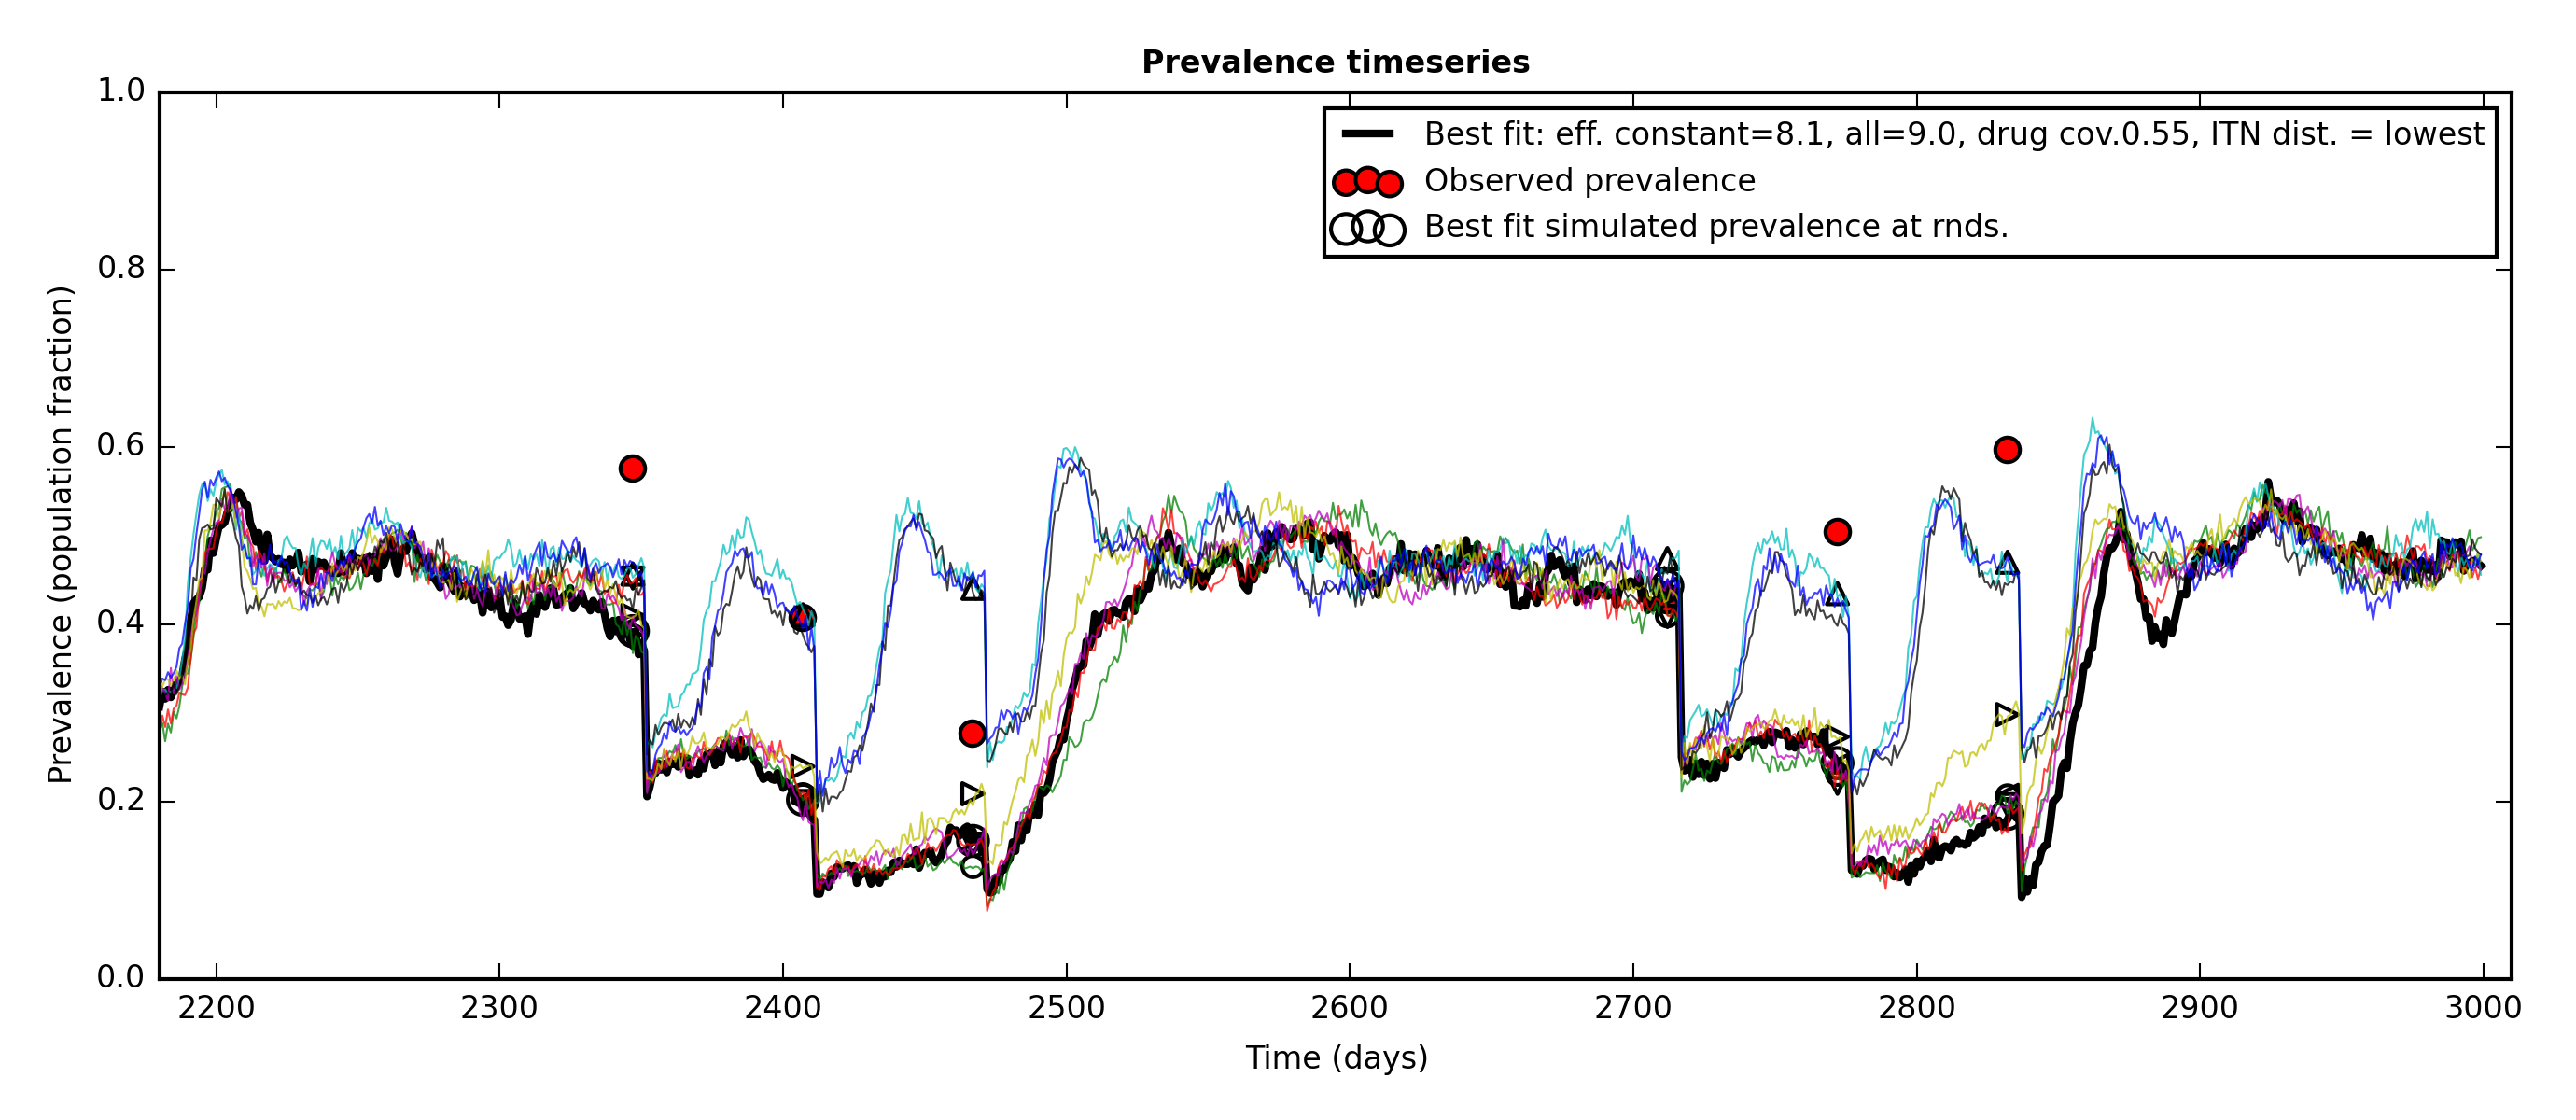 Prevalence timeseries
1.0
0.8
0.6
0.4
0.2
0.0
Prevalence (population fraction)
Best fit: eff. constant=8.1, all=9.0, drug cov.0.55, ITN dist. = lowest
Observed prevalence
Best fit simulated prevalence at rnds.
2200 2300 2400 2500 2600 2700 2800 2900 3000
Time (days)